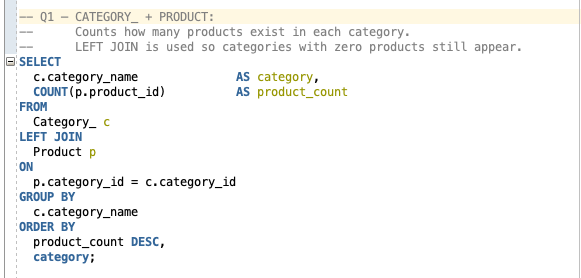 -- Q1 – CATEGORY_ + PRODUCT:
--      Counts how many products exist in each category.
--      LEFT JOIN is used so categories with zero products still appear.
SELECT
  c.category_name              AS category,
  COUNT(p.product_id)          AS product_count
FROM
  Category_ c
LEFT JOIN
  Product p
ON
  p.category_id = c.category_id
GROUP BY
  c.category_name
ORDER BY
  product_count DESC,
  category;